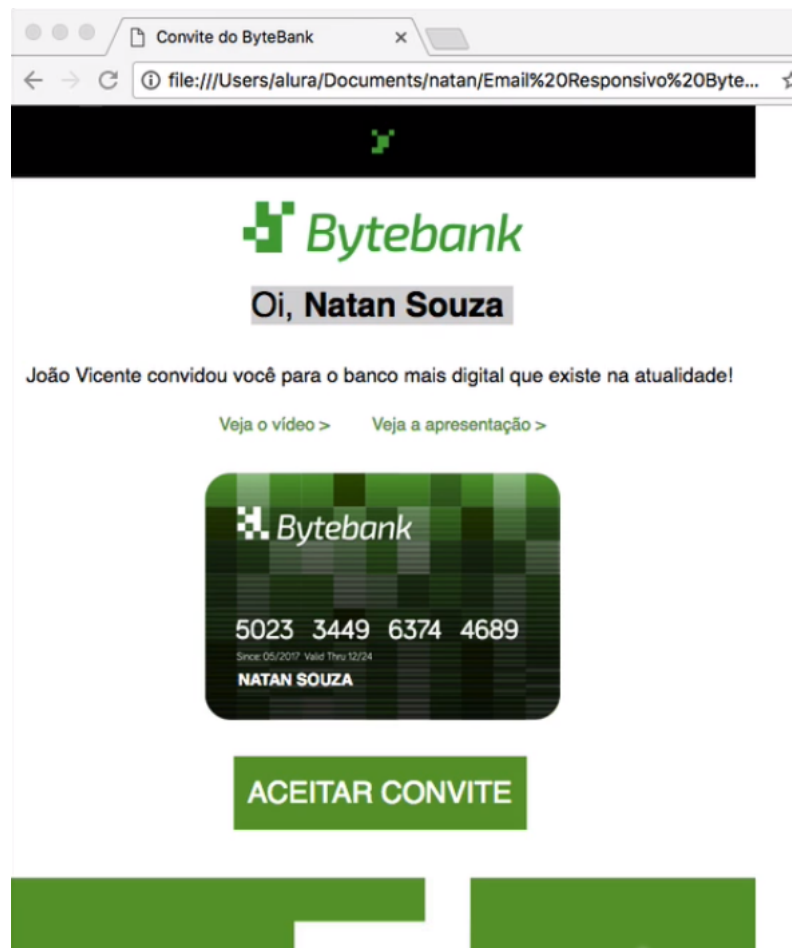 Convite do ByteBank
file:///Users/alura/Documents/natan/Email%20Responsivo%20Byte...
Bytebank
Oi, Natan Souza
João Vicente convidou você para o banco mais digital que existe na atualidade!
Veja o vídeo > Veja a apresentação >
Bytebank
5023 3449 6374 4689
Since: 05/2017 Valid Thru 12/24
NATAN SOUZA
ACEITAR CONVITE